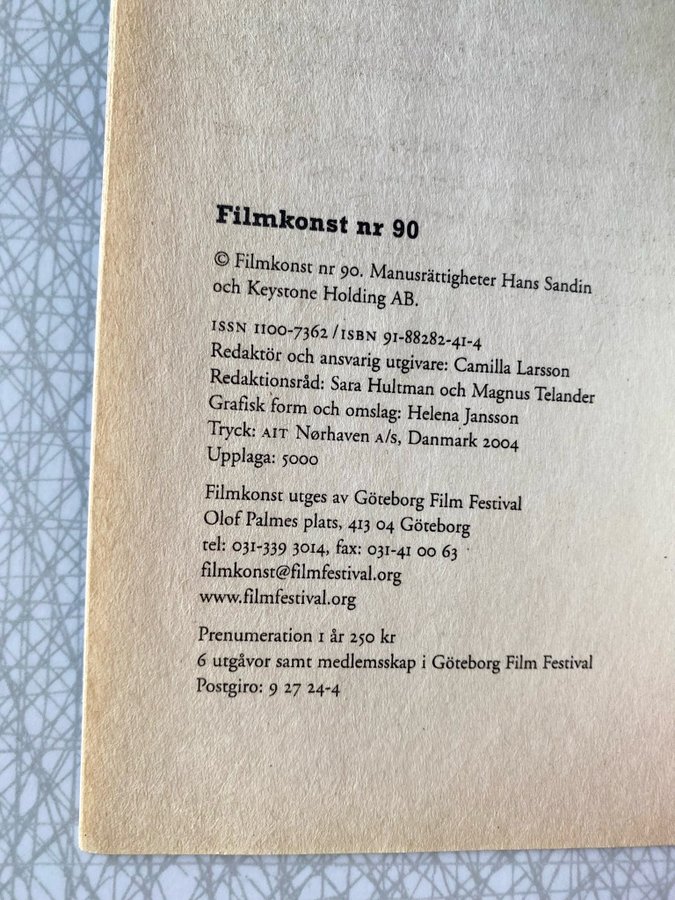 Filmkonst nr 90
© Filmkonst nr 90. Manusrättigheter Hans Sandin
och Keystone Holding AB.
ISSN 1100-7362/ISBN 91-88282-41-4
Redaktör och ansvarig utgivare: Camilla Larsson
Redaktionsråd: Sara Hultman och Magnus Telander
Grafisk form och omslag: Helena Jansson
Tryck: AIT Nørhaven A/s, Danmark 2004
Upplaga: 5000
Filmkonst utges av Göteborg Film Festival
Olof Palmes plats, 413 04 Göteborg
tel: 031-339 3014, fax: 031-41 00 63
filmkonst@filmfestival.org
www.filmfestival.org
Prenumeration 1 år 250 kr
6 utgåvor samt medlemsskap i Göteborg Film Festival
Postgiro: 9 27 24-4